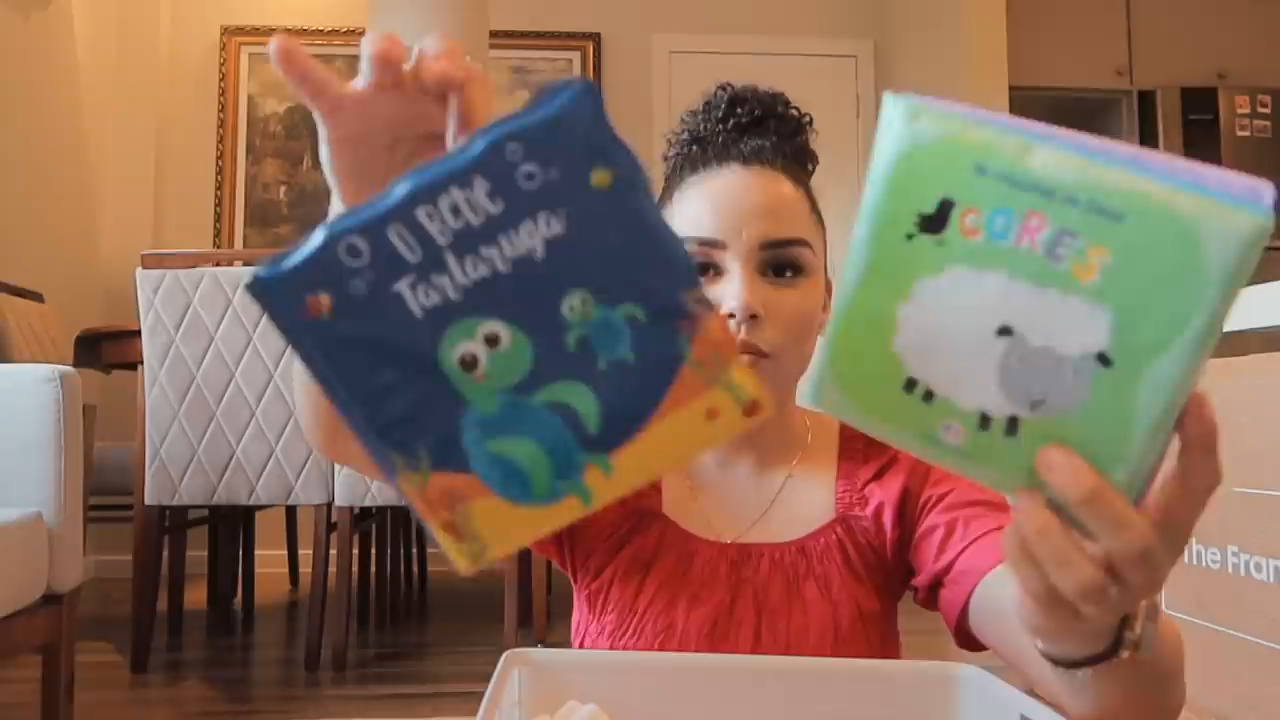 O BEBÊ
Tartaruga
CORES
The Fran